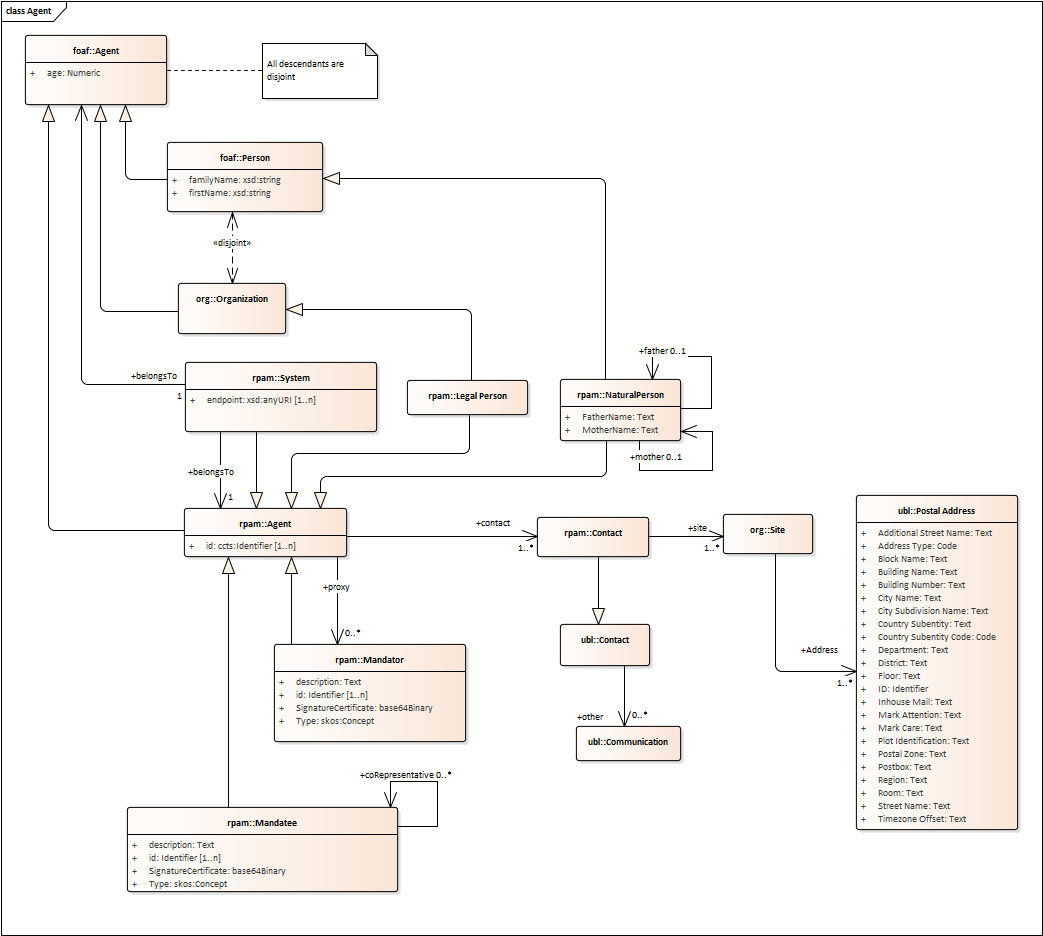 class Agent
foaf::Agent
+ age: Numeric
All descendants are
disjoint
foaf::Person
+ familyName: xsd:string
+ firstName: xsd:string
«disjoint»
org::Organization
+belongsTo
1
rpam::System
+ endpoint: xsd:anyURI [1..n]
rpam::Legal Person
+father 0..1
rpam::NaturalPerson
+ FatherName: Text
+ MotherName: Text
+mother 0..1
+belongsTo
1
rpam::Agent
+ id: ccts:Identifier [1..n]
+contact
1..*
rpam::Contact
+site
1..*
org::Site
ubl::Postal Address
+ Additional Street Name: Text
+ Address Type: Code
+ Block Name: Text
+ Building Name: Text
+ Building Number: Text
+ City Name: Text
+ City Subdivision Name: Text
+ Country Subentity: Text
+ Country Subentity Code: Code
+ Department: Text
+ District: Text
+ Floor: Text
+ ID: Identifier
+ Inhouse Mail: Text
+ Mark Attention: Text
+ Mark Care: Text
+ Plot Identification: Text
+ Postal Zone: Text
+ Postbox: Text
+ Region: Text
+ Room: Text
+ Street Name: Text
+ Timezone Offset: Text
+Address
1..*
+proxy
0..*
ubl::Contact
+other
0..*
ubl::Communication
rpam::Mandator
+ description: Text
+ id: Identifier [1..n]
+ SignatureCertificate: base64Binary
+ Type: skos:Concept
+coRepresentative 0..*
rpam::Mandatee
+ description: Text
+ id: Identifier [1..n]
+ SignatureCertificate: base64Binary
+ Type: skos:Concept